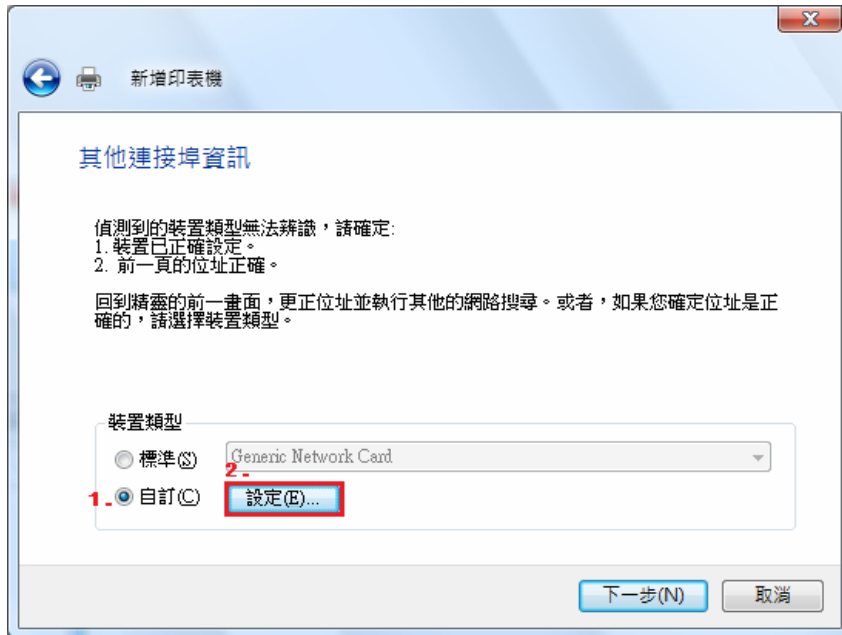 新增印表機
其他連接埠資訊
偵測到的裝置類型無法辨識，請確定:
1. 裝置已正確設定。
2. 前一頁的位址正確。
回到精靈的前一畫面，更正位址並執行其他的網路搜尋。或者，如果您確定位址是正
確的，請選擇裝置類型。
裝置類型
標準(S)
Generic Network Card
2.
1. 自訂(C)
設定(E)...
下一步(N)
取消